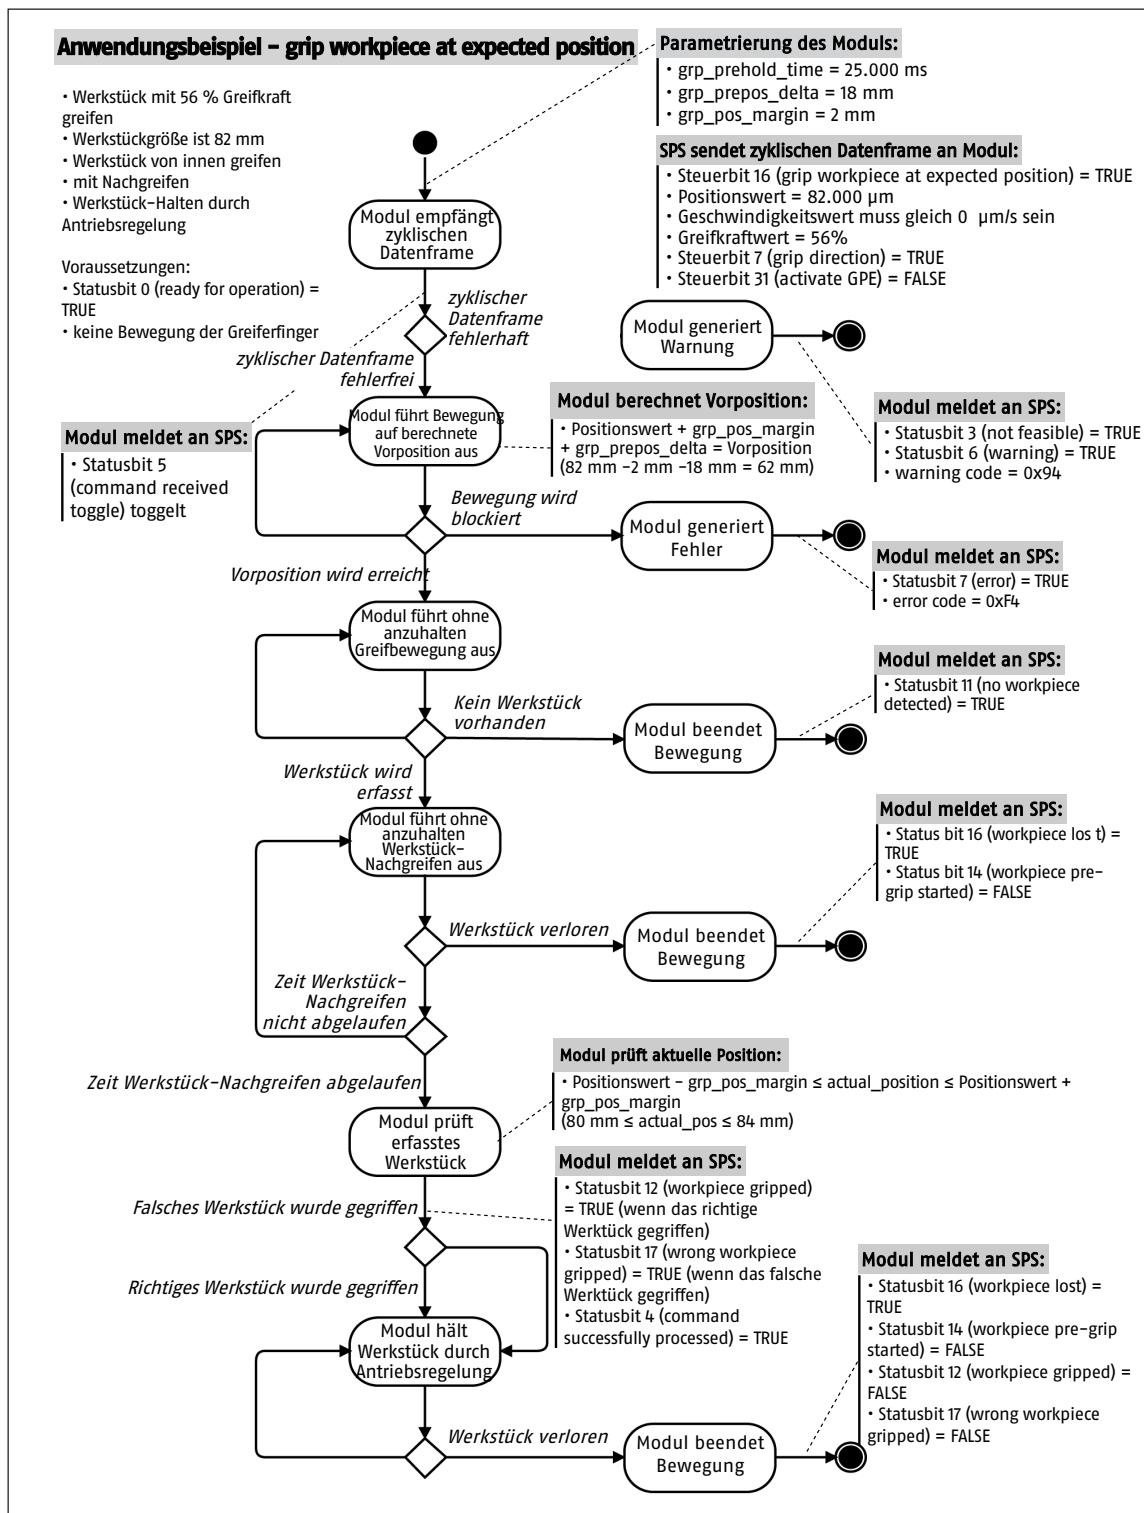 Anwendungsbeispiel – grip workpiece at expected position
• Werkstück mit 56 % Greifkraft
greifen
• Werkstückgröße ist 82 mm
• Werkstück von innen greifen
• mit Nachgreifen
• Werkstück-Halten durch
Antriebsregelung
Voraussetzungen:
• Statusbit 0 (ready for operation) =
TRUE
• keine Bewegung der Greiferfinger
Parametrierung des Moduls:
• grp_prehold_time = 25.000 ms
• grp_prepos_delta = 18 mm
• grp_pos_margin = 2 mm
SPS sendet zyklischen Datenframe an Modul:
• Steuerbit 16 (grip workpiece at expected position) = TRUE
• Positionswert = 82.000 µm
• Geschwindigkeitswert muss gleich 0 µm/s sein
• Greifkraftwert = 56%
• Steuerbit 7 (grip direction) = TRUE
• Steuerbit 31 (activate GPE) = FALSE
Modul empfängt
zyklischen
Datenframe
zyklischer
Datenframe
fehlerhaft
Modul generiert
Warnung
zyklischer Datenframe
fehlerfrei
Modul meldet an SPS:
• Statusbit 3 (not feasible) = TRUE
• Statusbit 6 (warning) = TRUE
• warning code = 0x94
Modul meldet an SPS:
• Statusbit 5
(command received
toggle) toggelt
Modul führt Bewegung
auf berechnete
Vorposition aus
Modul berechnet Vorposition:
• Positionswert + grp_pos_margin
+ grp_prepos_delta = Vorposition
(82 mm –2 mm –18 mm = 62 mm)
Bewegung wird
blockiert
Modul generiert
Fehler
Modul meldet an SPS:
• Statusbit 7 (error) = TRUE
• error code = 0xF4
Vorposition wird erreicht
Modul führt ohne
anzuhalten
Greifbewegung aus
Kein Werkstück
vorhanden
Modul beendet
Bewegung
Modul meldet an SPS:
• Statusbit 11 (no workpiece
detected) = TRUE
Werkstück wird
erfasst
Modul führt ohne
anzuhalten
Werkstück-
Nachgreifen aus
Werkstück verloren
Modul beendet
Bewegung
Modul meldet an SPS:
• Status bit 16 (workpiece los t) =
TRUE
• Status bit 14 (workpiece pre-
grip started) = FALSE
Zeit Werkstück-
Nachgreifen
nicht abgelaufen
Zeit Werkstück-Nachgreifen abgelaufen
Modul prüft
erfasstes
Werkstück
Modul prüft aktuelle Position:
• Positionswert - grp_pos_margin ≤ actual_position ≤ Positionswert +
grp_pos_margin
(80 mm ≤ actual_pos ≤ 84 mm)
Falsches Werkstück wurde gegriffen
Modul meldet an SPS:
• Statusbit 12 (workpiece gripped)
= TRUE (wenn das richtige
Werktück gegriffen)
• Statusbit 17 (wrong workpiece
gripped) = TRUE (wenn das falsche
Werktück gegriffen)
• Statusbit 4 (command
successfully processed) = TRUE
Richtiges Werkstück wurde gegriffen
Modul hält
Werkstück durch
Antriebsregelung
Werkstück verloren
Modul beendet
Bewegung
Modul meldet an SPS:
• Statusbit 16 (workpiece lost) =
TRUE
• Statusbit 14 (workpiece pre-grip
started) = FALSE
• Statusbit 12 (workpiece gripped) =
FALSE
• Statusbit 17 (wrong workpiece
gripped) = FALSE